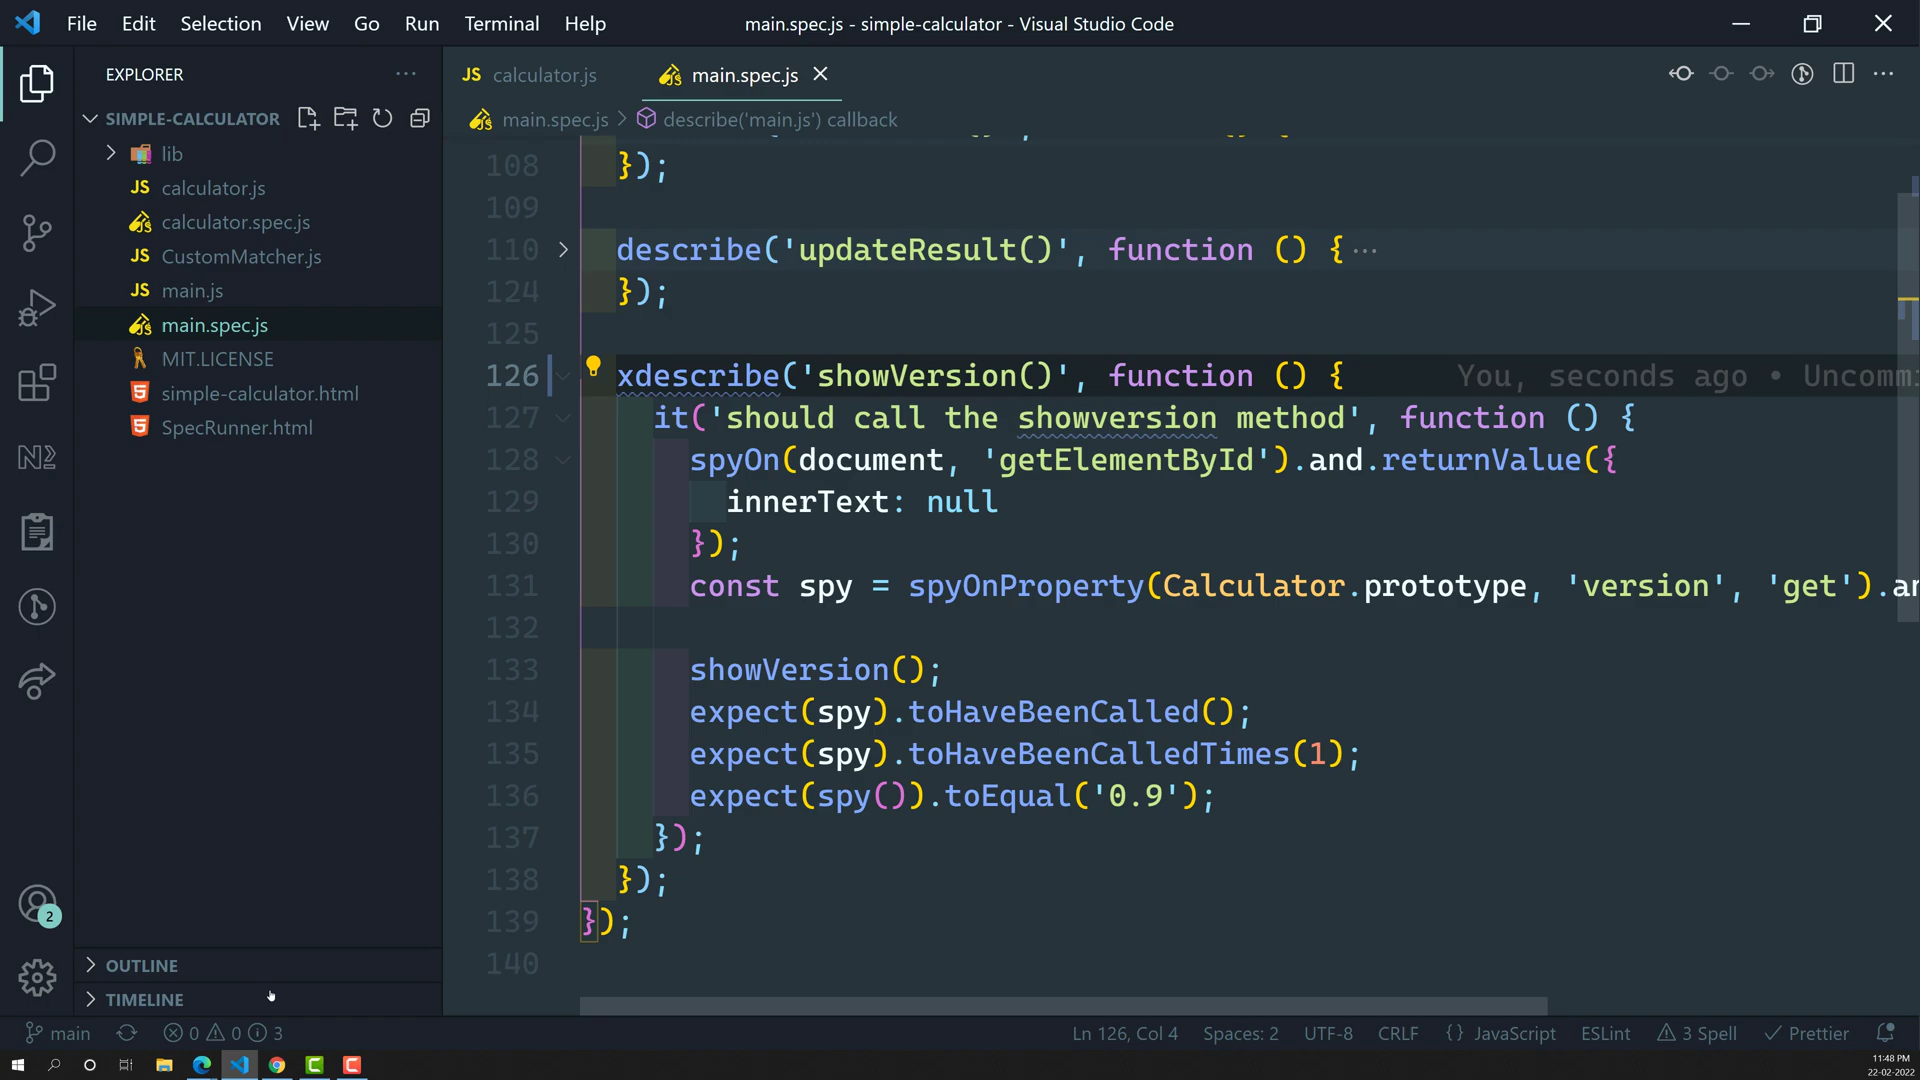 File Edit Selection View Go Run Terminal Help
main.spec.js - simple-calculator - Visual Studio Code
EXPLORER
SIMPLE-CALCULATOR
lib
JS calculator.js
calculator.spec.js
JS CustomMatcher.js
JS main.js
main.spec.js
MIT.LICENSE
simple-calculator.html
SpecRunner.html
OUTLINE
TIMELINE
2
JS calculator.js
main.spec.js
main.spec.js > describe('main.js') callback
108 });
109
110 describe('updateResult()', function () { ···
124 });
125
126 xdescribe('showVersion()', function () { You, seconds ago • Uncomm
127 it('should call the showversion method', function () {
128 spyOn(document, 'getElementById').and.returnValue({
129 innerText: null
130 });
131 const spy = spyOnProperty(Calculator.prototype, 'version', 'get').an
132
133 showVersion();
134 expect(spy).toHaveBeenCalled();
135 expect(spy).toHaveBeenCalledTimes(1);
136 expect(spy()).toEqual('0.9');
137 });
138 });
139 });
140
main 0 0 3
Ln 126, Col 4 Spaces: 2 UTF-8 CRLF {} JavaScript ESLint 3 Spell Prettier
11:48 PM
22-02-2022